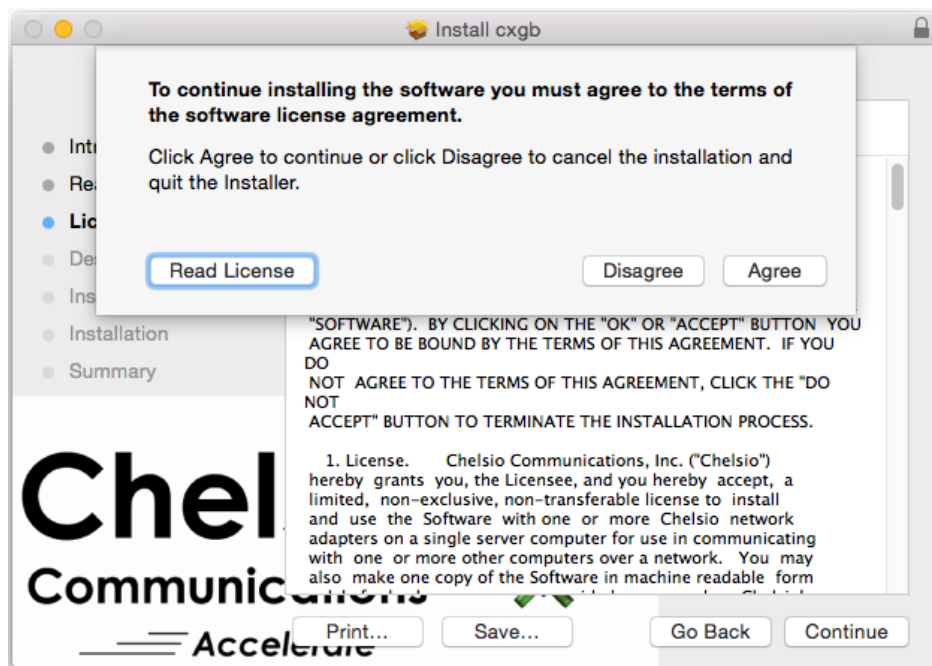 Install cxgb
To continue installing the software you must agree to the terms of
the software license agreement.
Click Agree to continue or click Disagree to cancel the installation and
quit the Installer.
Read License
Disagree
Agree
Installation
Summary
"SOFTWARE"). BY CLICKING ON THE "OK" OR "ACCEPT" BUTTON YOU
AGREE TO BE BOUND BY THE TERMS OF THIS AGREEMENT. IF YOU
DO
NOT AGREE TO THE TERMS OF THIS AGREEMENT, CLICK THE "DO
NOT
ACCEPT" BUTTON TO TERMINATE THE INSTALLATION PROCESS.
1. License. Chelsio Communications, Inc. ("Chelsio")
hereby grants you, the Licensee, and you hereby accept, a
limited, non-exclusive, non-transferable license to install
and use the Software with one or more Chelsio network
adapters on a single server computer for use in communicating
with one or more other computers over a network. You may
also make one copy of the Software in machine readable form
Accelerate
Print...
Save...
Go Back
Continue